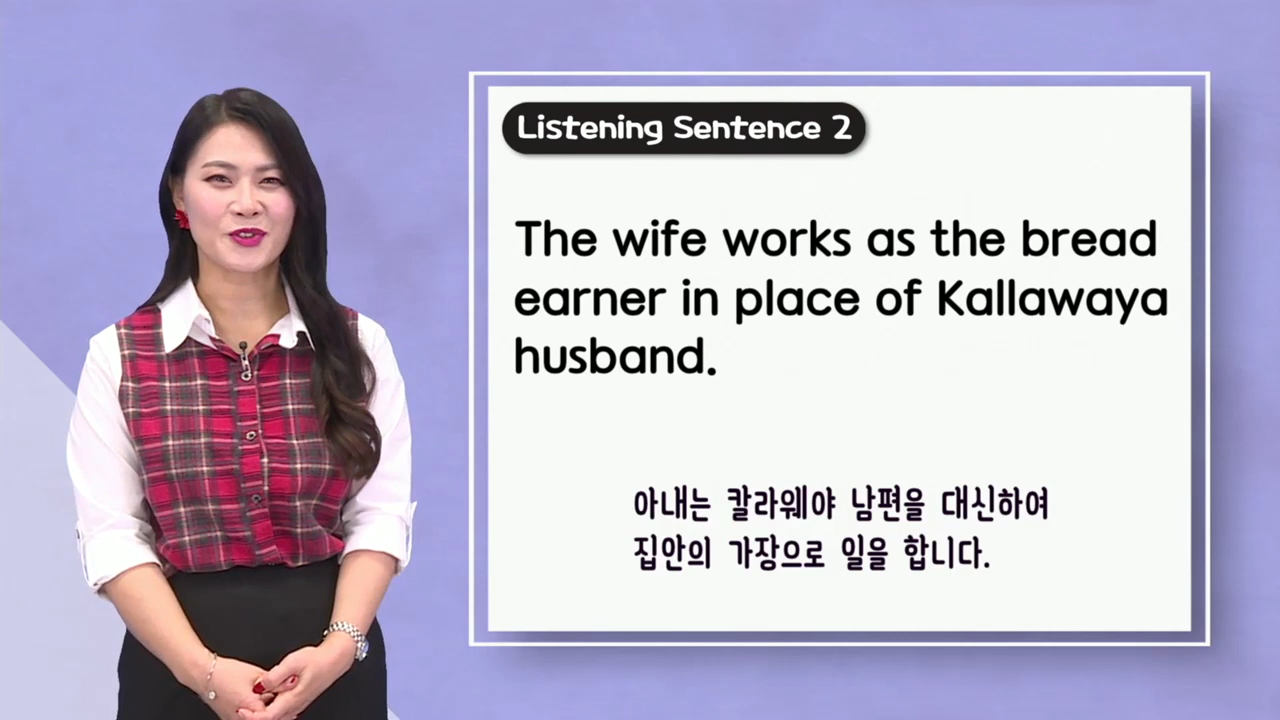 Listening Sentence 2
The wife works as the bread
earner in place of Kallawaya
husband.
아내는 칼라웨야 남편을 대신하여
집안의 가장으로 일을 합니다.